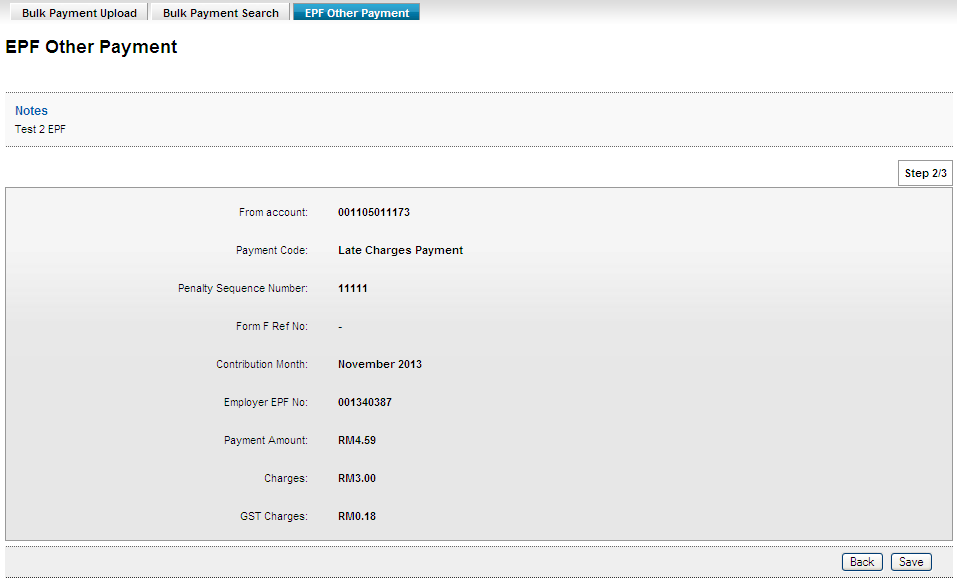 Bulk Payment Upload Bulk Payment Search EPF Other Payment
EPF Other Payment
Notes
Test 2 EPF
Step 2/3
From account: 001105011173
Payment Code: Late Charges Payment
Penalty Sequence Number: 11111
Form F Ref No: -
Contribution Month: November 2013
Employer EPF No: 001340387
Payment Amount: RM4.59
Charges: RM3.00
GST Charges: RM0.18
Back Save